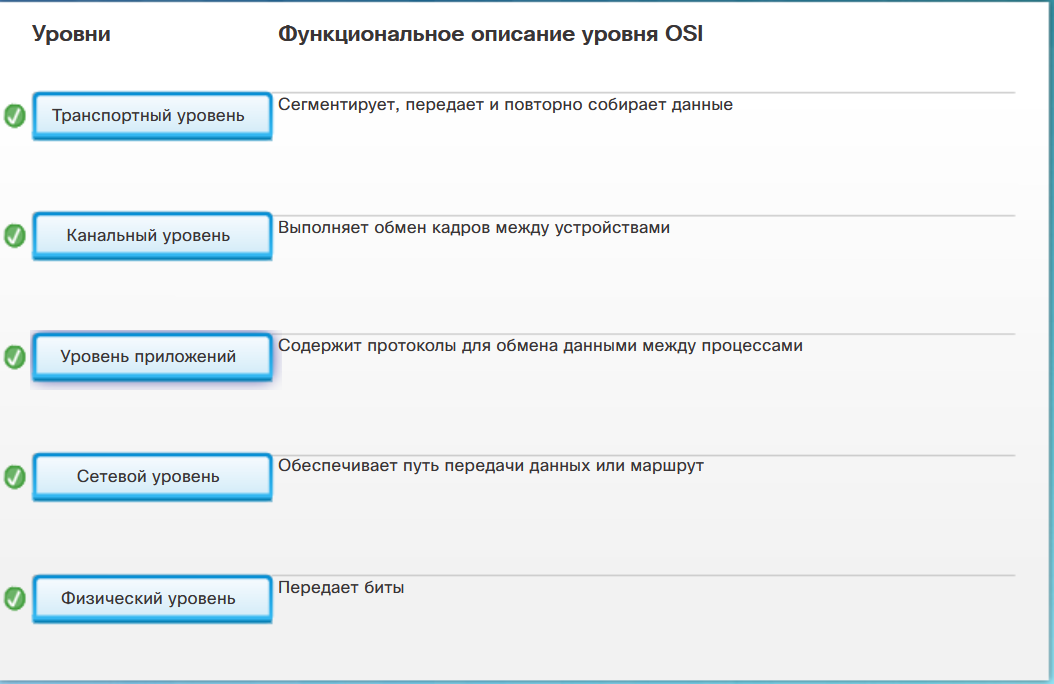 Уровни Функциональное описание уровня OSI
Транспортный уровень Сегментирует, передает и повторно собирает данные
Канальный уровень Выполняет обмен кадров между устройствами
Уровень приложений Содержит протоколы для обмена данными между процессами
Сетевой уровень Обеспечивает путь передачи данных или маршрут
Физический уровень Передает биты